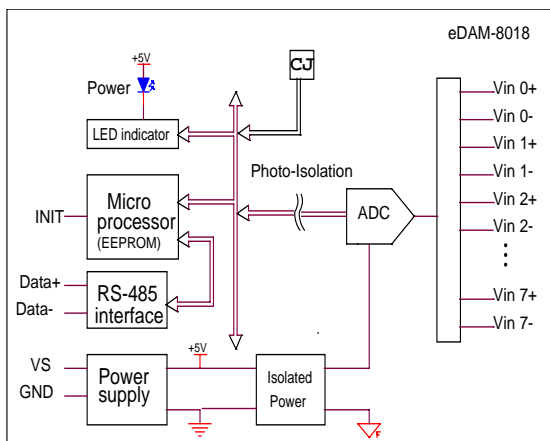 eDAM-8018
+5V
CJ
Power
LED indicator
Vin 0+
Vin 0-
Vin 1+
Vin 1-
Vin 2+
Vin 2-
Vin 7+
Vin 7-
Photo-Isolation
ADC
INIT
Micro
processor
(EEPROM)
Data+
Data-
RS-485
interface
+5V
VS
GND
Power
supply
Isolated
Power
F